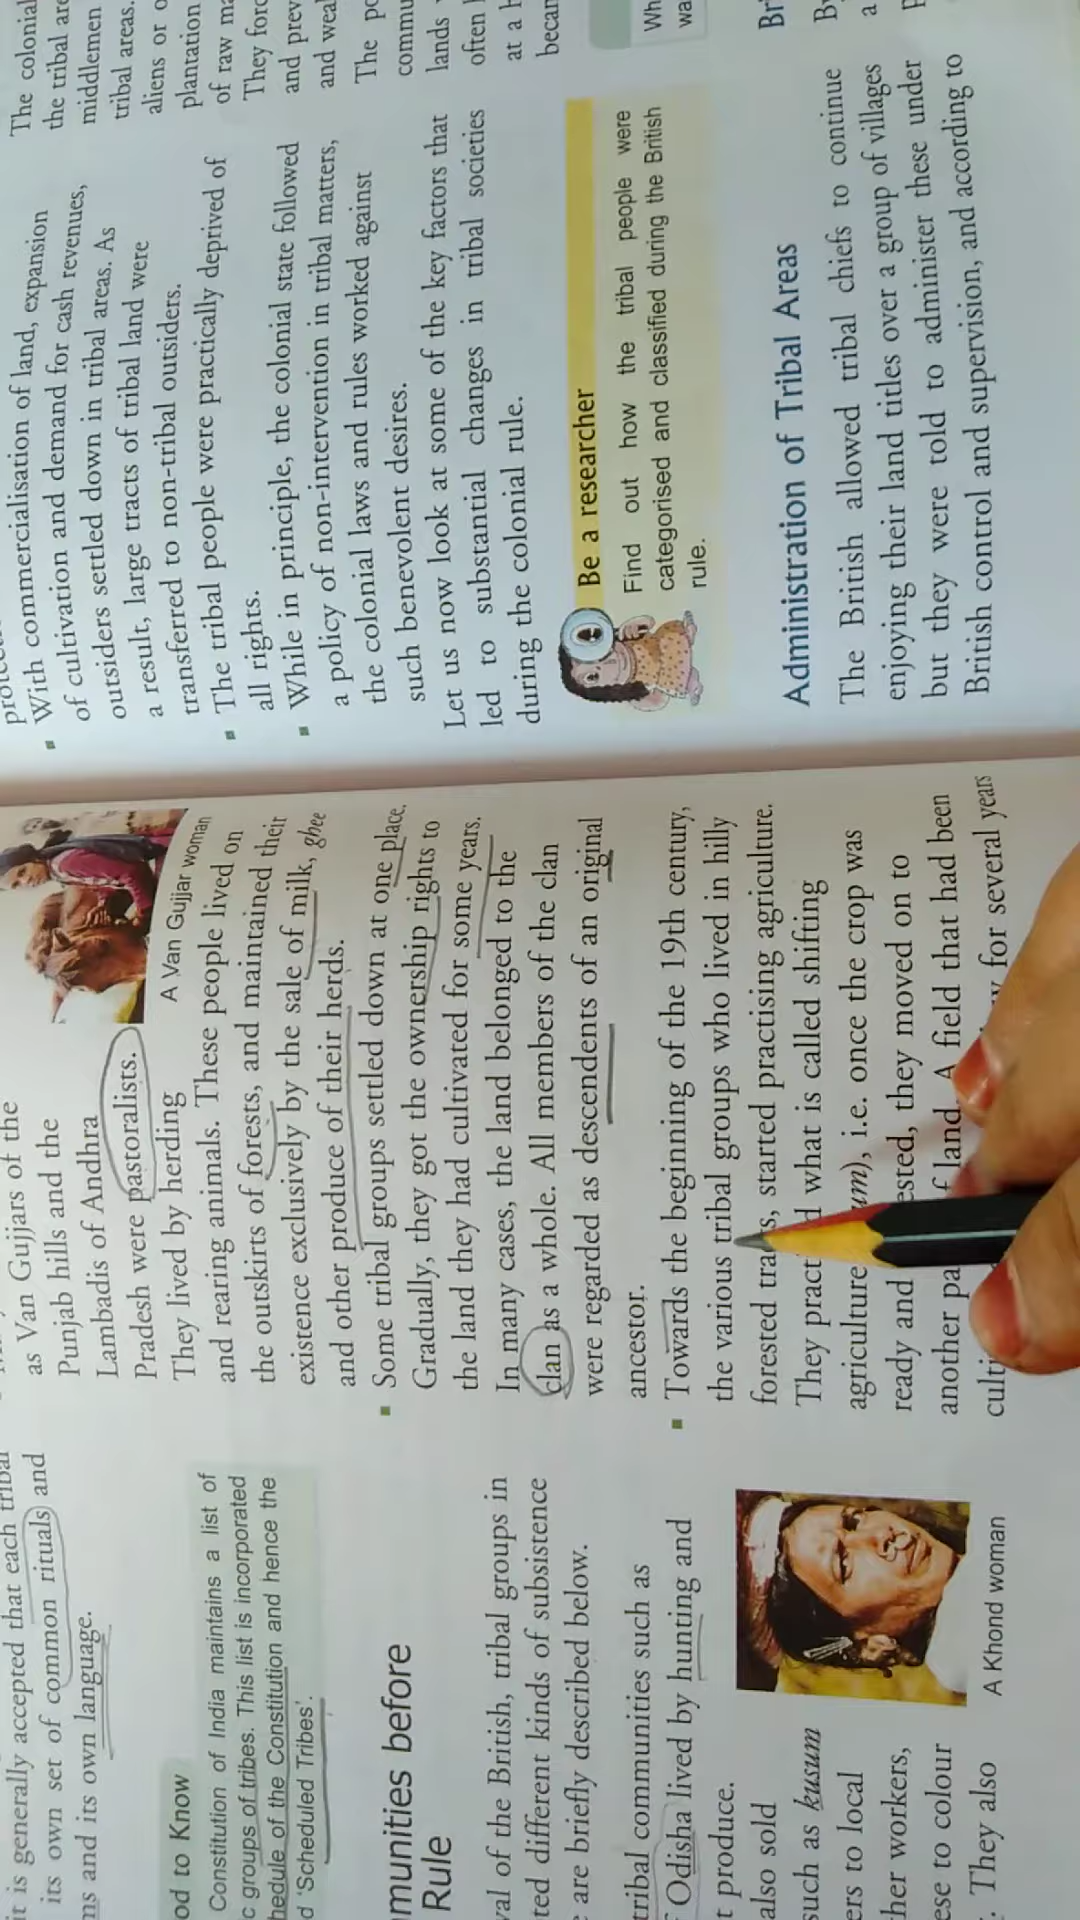 it is generally accepted that each tribal
its own set of common rituals and
ms and its own language.
od to Know
Constitution of India maintains a list of
c groups of tribes. This list is incorporated
hedule of the Constitution and hence the
d 'Scheduled Tribes'.
munities before
Rule
val of the British, tribal groups in
ted different kinds of subsistence
e are briefly described below.
tribal communities such as
f Odisha lived by hunting and
t produce.
also sold
such as kusum
ers to local
her workers,
ese to colour
. They also
A Khond woman
as Van Gujjars of the
Punjab hills and the
Lambadis of Andhra
Pradesh were pastoralists.
They lived by herding
A Van Gujjar woman
and rearing animals. These people lived on
the outskirts of forests, and maintained their
existence exclusively by the sale of milk, ghee
and other produce of their herds.
▪ Some tribal groups settled down at one place.
Gradually, they got the ownership rights to
the land they had cultivated for some years.
In many cases, the land belonged to the
clan as a whole. All members of the clan
were regarded as descendents of an original
ancestor.
▪ Towards the beginning of the 19th century,
the various tribal groups who lived in hilly
forested tra s, started practising agriculture.
They pract d what is called shifting
agriculture um), i.e. once the crop was
ready and ested, they moved on to
another pa f land. A field that had been
culti for several years
▪ With commercialisation of land, expansion
of cultivation and demand for cash revenues,
outsiders settled down in tribal areas. As
a result, large tracts of tribal land were
transferred to non-tribal outsiders.
▪ The tribal people were practically deprived of
all rights.
▪ While in principle, the colonial state followed
a policy of non-intervention in tribal matters,
the colonial laws and rules worked against
such benevolent desires.
Let us now look at some of the key factors that
led to substantial changes in tribal societies
during the colonial rule.
Be a researcher
Find out how the tribal people were
categorised and classified during the British
rule.
Administration of Tribal Areas
The British allowed tribal chiefs to continue
enjoying their land titles over a group of villages
but they were told to administer these under
British control and supervision, and according to
The colonial
the tribal are
middlemen
tribal areas.
aliens or o
plantation
of raw ma
They forc
and prev
and weal
The po
commu
lands
often
at a h
becam
Wh
wa
Br
By
a